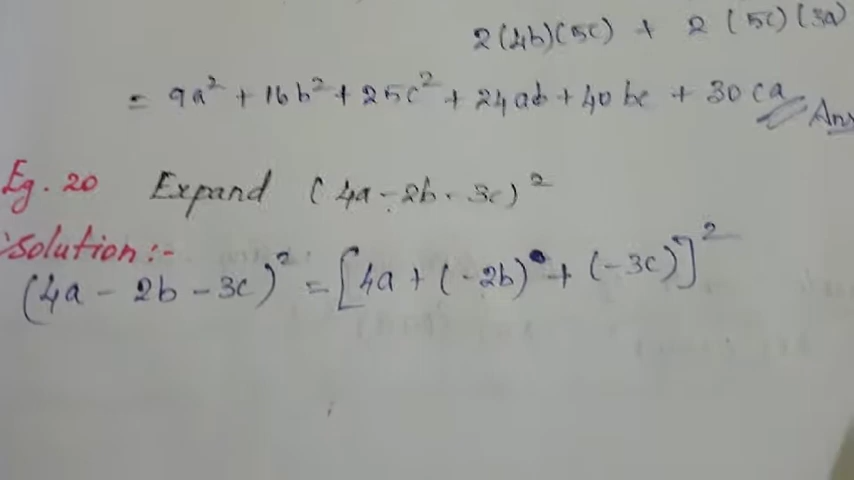 2(4b)(5c) + 2 (5c)(3a)
= 9a² + 16b² + 25c² + 24ab + 40bc + 30ca Ans
Eg. 20 Expand (4a - 2b - 3c)²
Solution :-
(4a - 2b - 3c)² = [4a + (-2b) + (-3c)]²